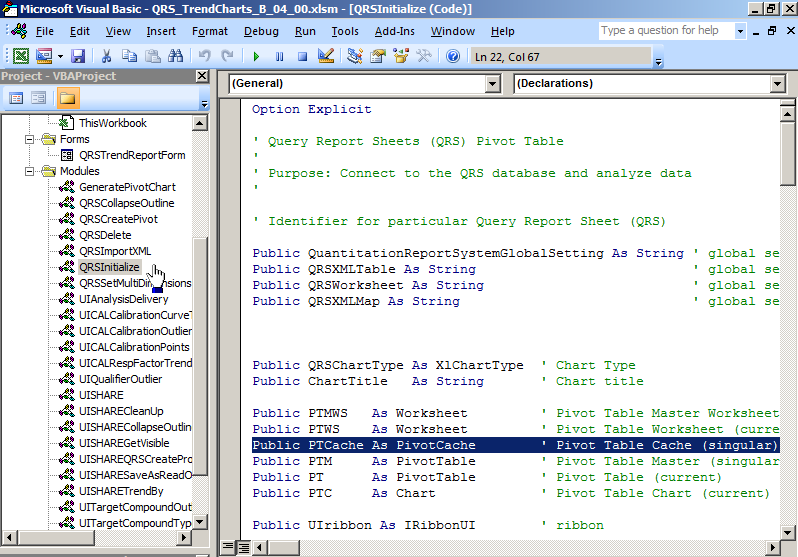 Microsoft Visual Basic - QRS_TrendCharts_B_04_00.xlsm - [QRSInitialize (Code)]
File Edit View Insert Format Debug Run Tools Add-Ins Window Help Type a question for help
Ln 22, Col 67
Project - VBAProject
ThisWorkbook
Forms
QRSTrendReportForm
Modules
GeneratePivotChart
QRSCollapseOutline
QRSCreatePivot
QRSDelete
QRSImportXML
QRSInitialize
QRSSetMultiDimensions
UIAnalysisDelivery
UICALCalibrationCurveT
UICALCalibrationOutlier
UICALCalibrationPoints
UICALRespFactorTrend
UIQualifierOutlier
UISHARE
UISHARECleanUp
UISHARECollapseOutlin
UISHAREGetVisible
UISHAREQRSCreatePro
UISHARESaveAsReadO
UISHARETrendBy
UITargetCompoundOut
UITargetCompoundType
(General) (Declarations)
Option Explicit
' Query Report Sheets (QRS) Pivot Table
'
' Purpose: Connect to the QRS database and analyze data
'
' Identifier for particular Query Report Sheet (QRS)
Public QuantitationReportSystemGlobalSetting As String ' global se
Public QRSXMLTable As String ' global se
Public QRSWorksheet As String ' global se
Public QRSXMLMap As String ' global se
Public QRSChartType As XlChartType ' Chart Type
Public ChartTitle As String ' Chart title
Public PTMWS As Worksheet ' Pivot Table Master Worksheet
Public PTWS As Worksheet ' Pivot Table Worksheet (curre
Public PTCache As PivotCache ' Pivot Table Cache (singular)
Public PTM As PivotTable ' Pivot Table Master (singular
Public PT As PivotTable ' Pivot Table (current)
Public PTC As Chart ' Pivot Table Chart (current)
Public UIribbon As IRibbonUI ' ribbon